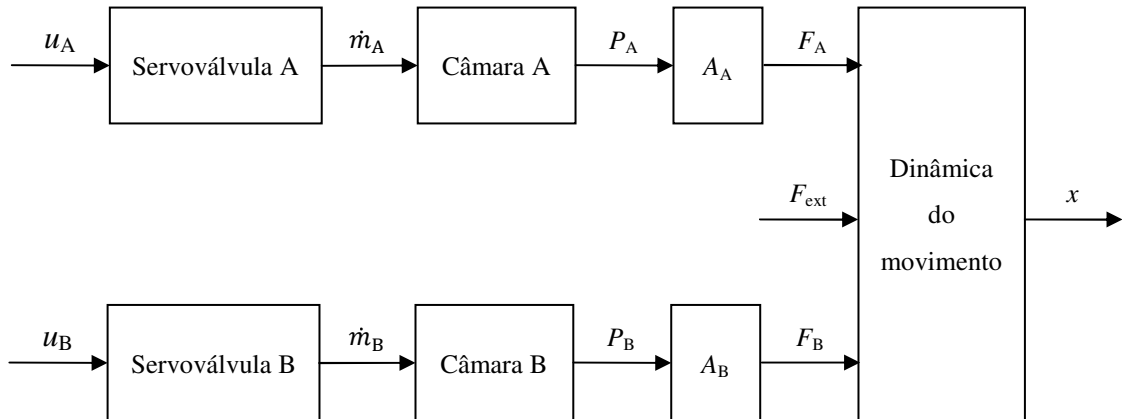 u_A
Servoválvula A
ṁ_A
Câmara A
P_A
A_A
F_A
F_ext
Dinâmica
do
movimento
x
u_B
Servoválvula B
ṁ_B
Câmara B
P_B
A_B
F_B